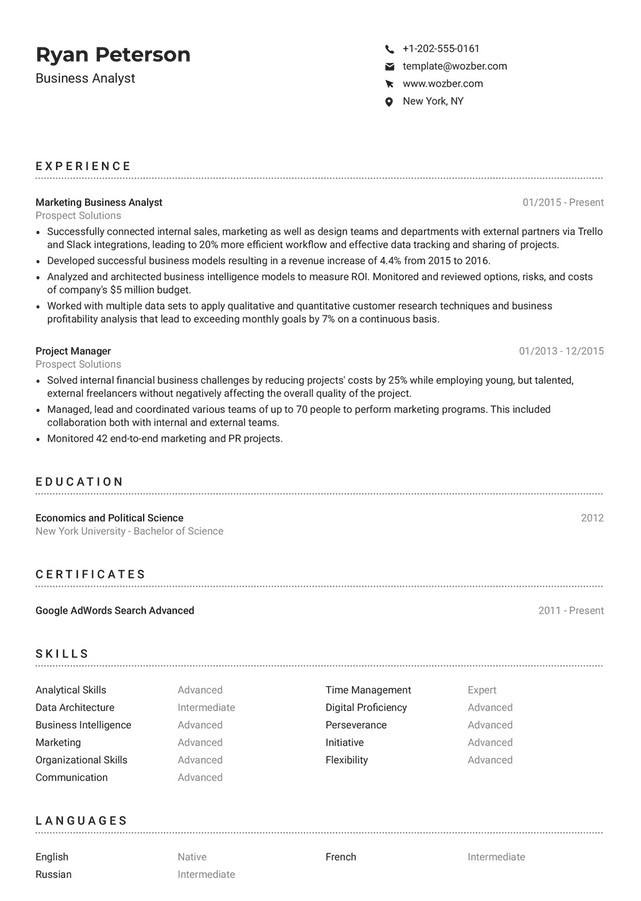 Ryan Peterson
Business Analyst
+1-202-555-0161
template@wozber.com
www.wozber.com
New York, NY
EXPERIENCE
Marketing Business Analyst 01/2015 - Present
Prospect Solutions
• Successfully connected internal sales, marketing as well as design teams and departments with external partners via Trello
and Slack integrations, leading to 20% more efficient workflow and effective data tracking and sharing of projects.
• Developed successful business models resulting in a revenue increase of 4.4% from 2015 to 2016.
• Analyzed and architected business intelligence models to measure ROI. Monitored and reviewed options, risks, and costs
of company's $5 million budget.
• Worked with multiple data sets to apply qualitative and quantitative customer research techniques and business
profitability analysis that lead to exceeding monthly goals by 7% on a continuous basis.
Project Manager 01/2013 - 12/2015
Prospect Solutions
• Solved internal financial business challenges by reducing projects' costs by 25% while employing young, but talented,
external freelancers without negatively affecting the overall quality of the project.
• Managed, lead and coordinated various teams of up to 70 people to perform marketing programs. This included
collaboration both with internal and external teams.
• Monitored 42 end-to-end marketing and PR projects.
EDUCATION
Economics and Political Science 2012
New York University - Bachelor of Science
CERTIFICATES
Google AdWords Search Advanced 2011 - Present
SKILLS
Analytical Skills Advanced Time Management Expert
Data Architecture Intermediate Digital Proficiency Advanced
Business Intelligence Advanced Perseverance Advanced
Marketing Advanced Initiative Advanced
Organizational Skills Advanced Flexibility Advanced
Communication Advanced
LANGUAGES
English Native French Intermediate
Russian Intermediate